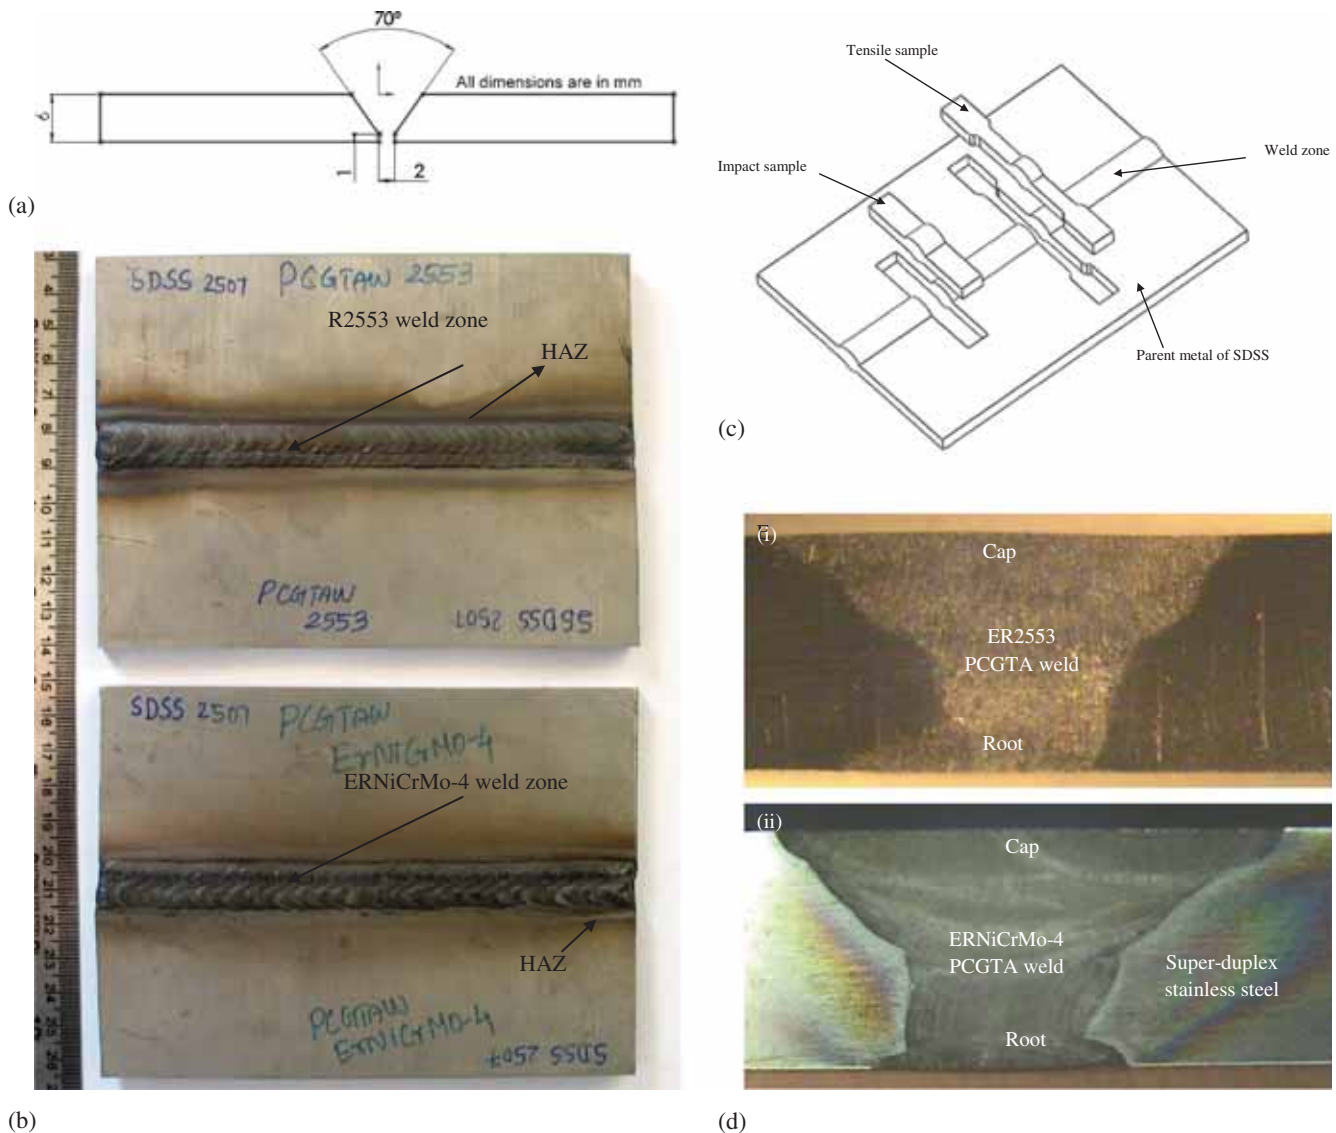 70º
All dimensions are in mm
6
1
2
(a)
SDSS 2507 PCGTAW 2553
R2553 weld zone
HAZ
PCGTAW
2553
SDSS 2507
SDSS 2507 PCGTAW
ErNiCrMo-4
ERNiCrMo-4 weld zone
HAZ
PCGTAW
ErNiCrMo-4
SDSS 2507
(b)
Tensile sample
Weld zone
Impact sample
Parent metal of SDSS
(c)
(i)
Cap
ER2553
PCGTA weld
Root
(ii)
Cap
ERNiCrMo-4
PCGTA weld
Super-duplex
stainless steel
Root
(d)